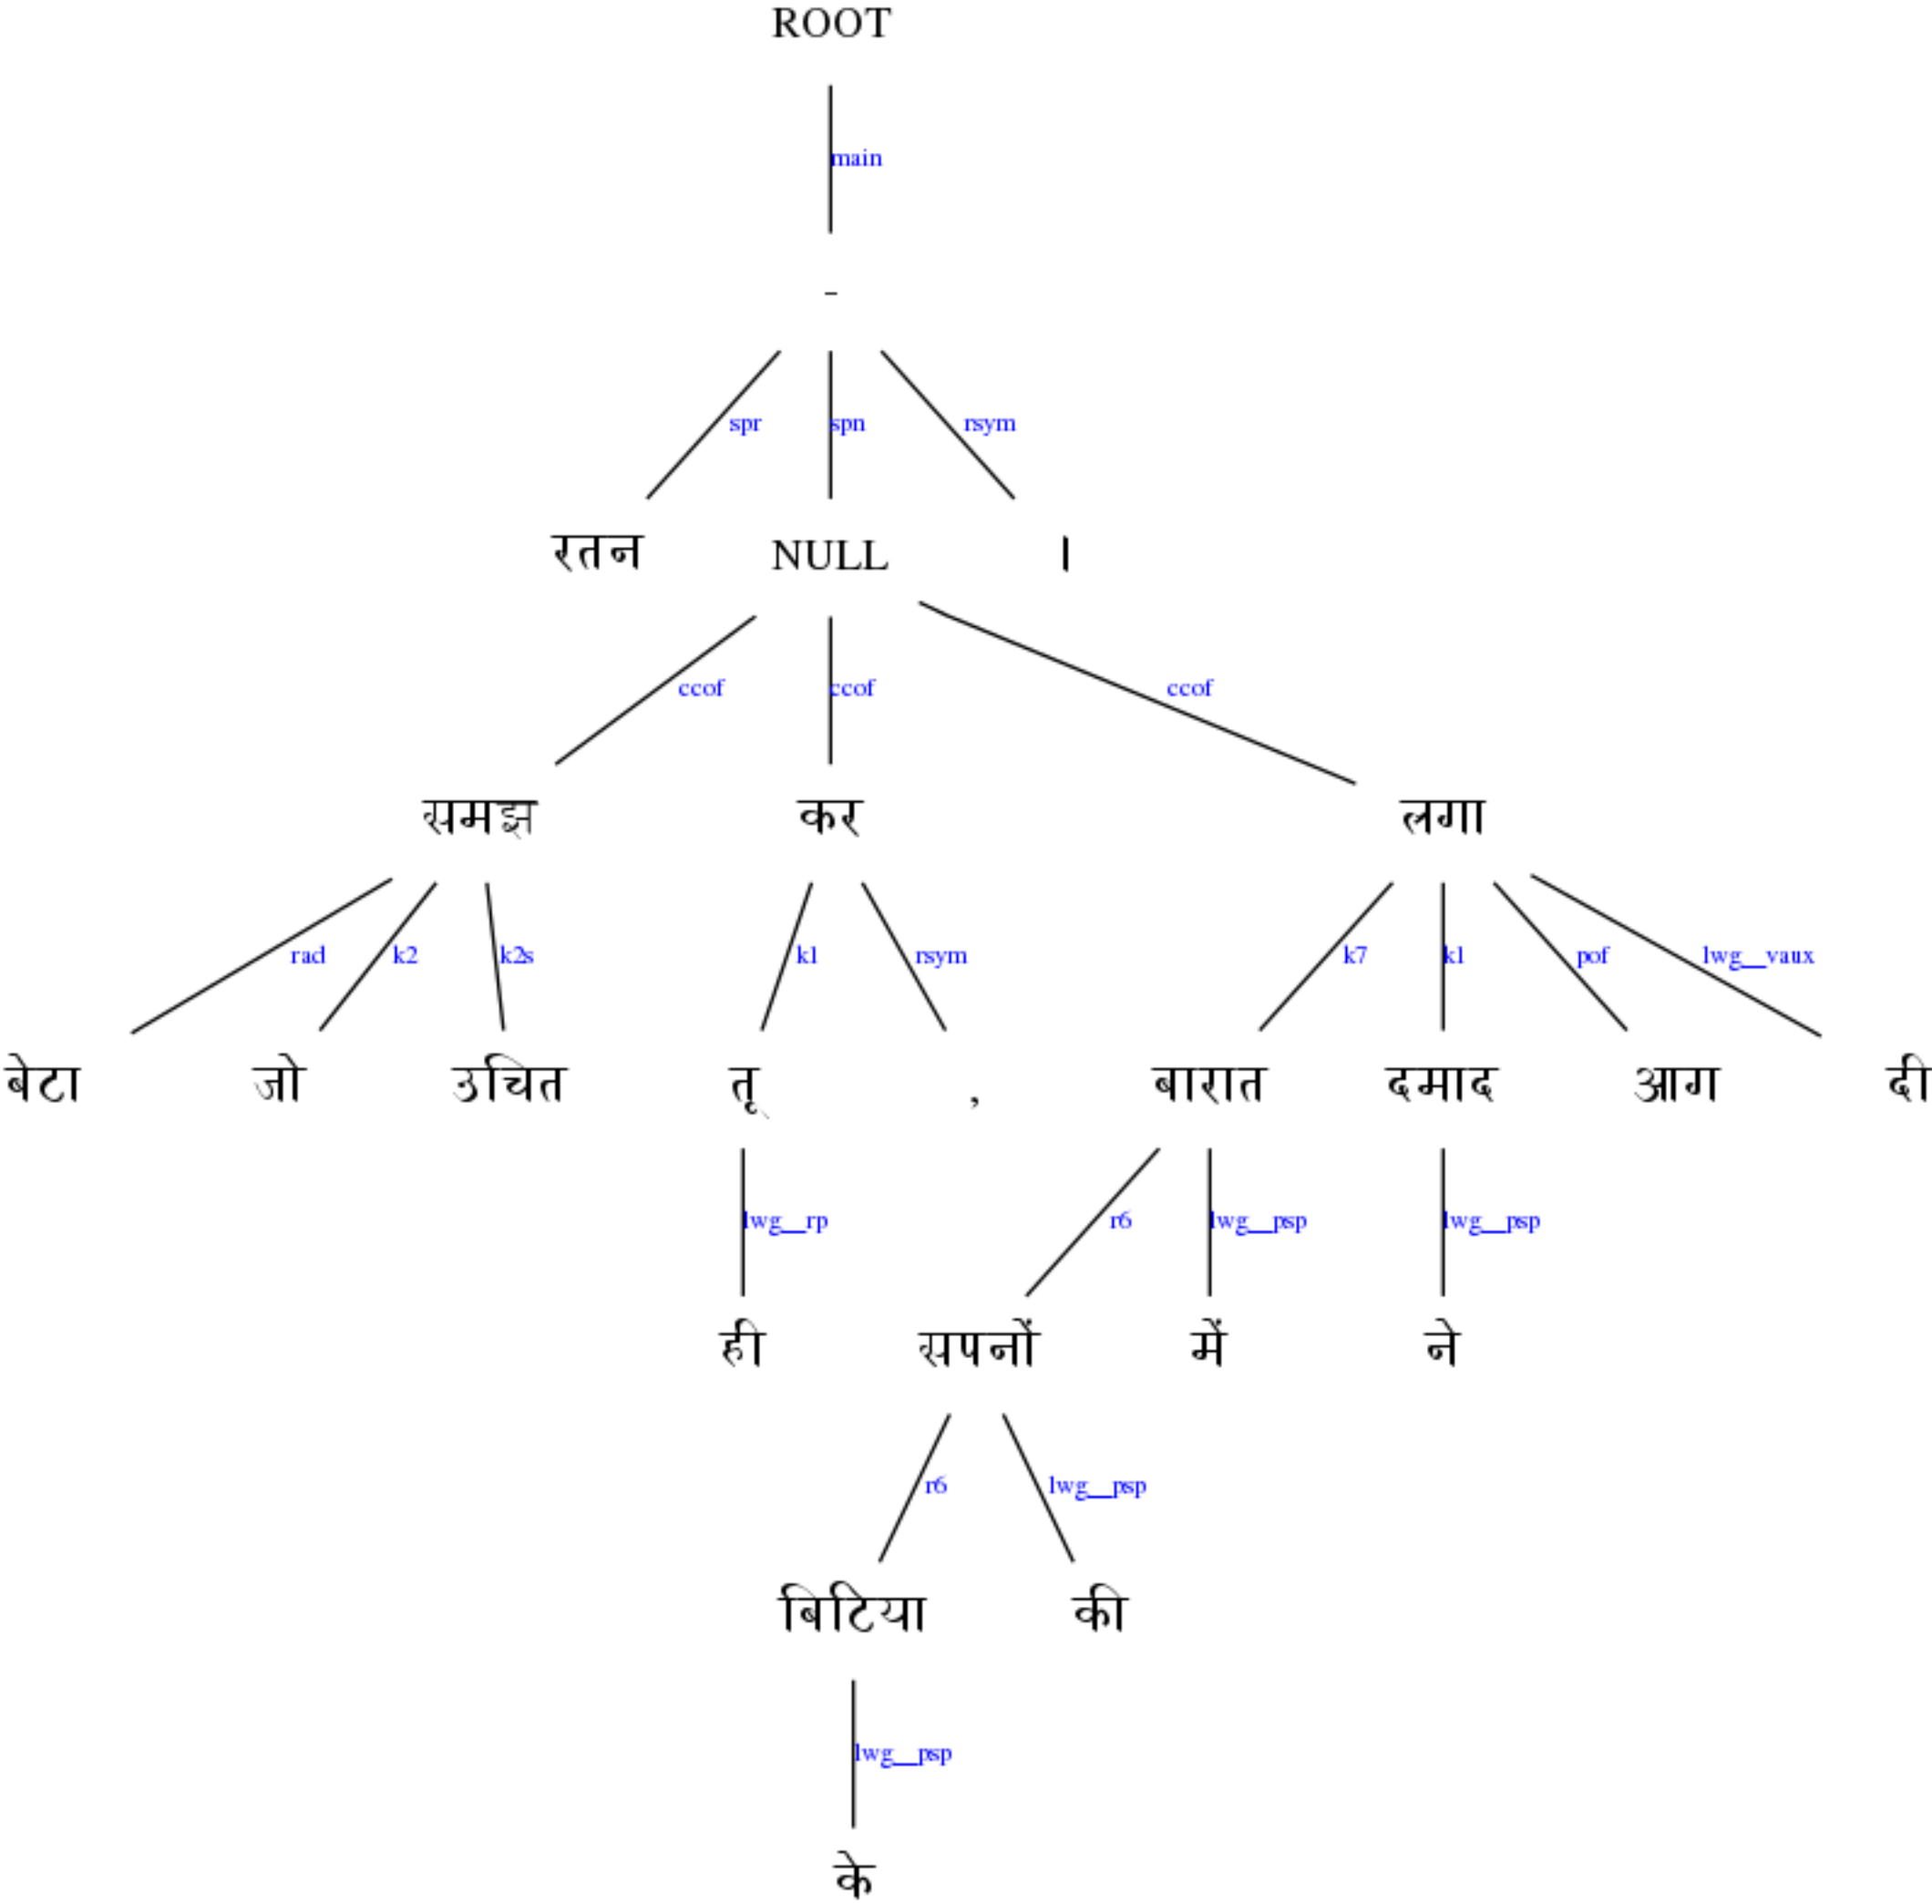 ROOT
main
-
spr spn rsym
रतन NULL ।
ccof ccof ccof
समझ कर लगा
rad k2 k2s k1 rsym k7 k1 pof lwg__vaux
बेटा जो उचित तू , बारात दमाद आग दी
lwg__rp r6 lwg__psp lwg__psp
ही सपनों में ने
r6 lwg__psp
बिटिया की
lwg__psp
के